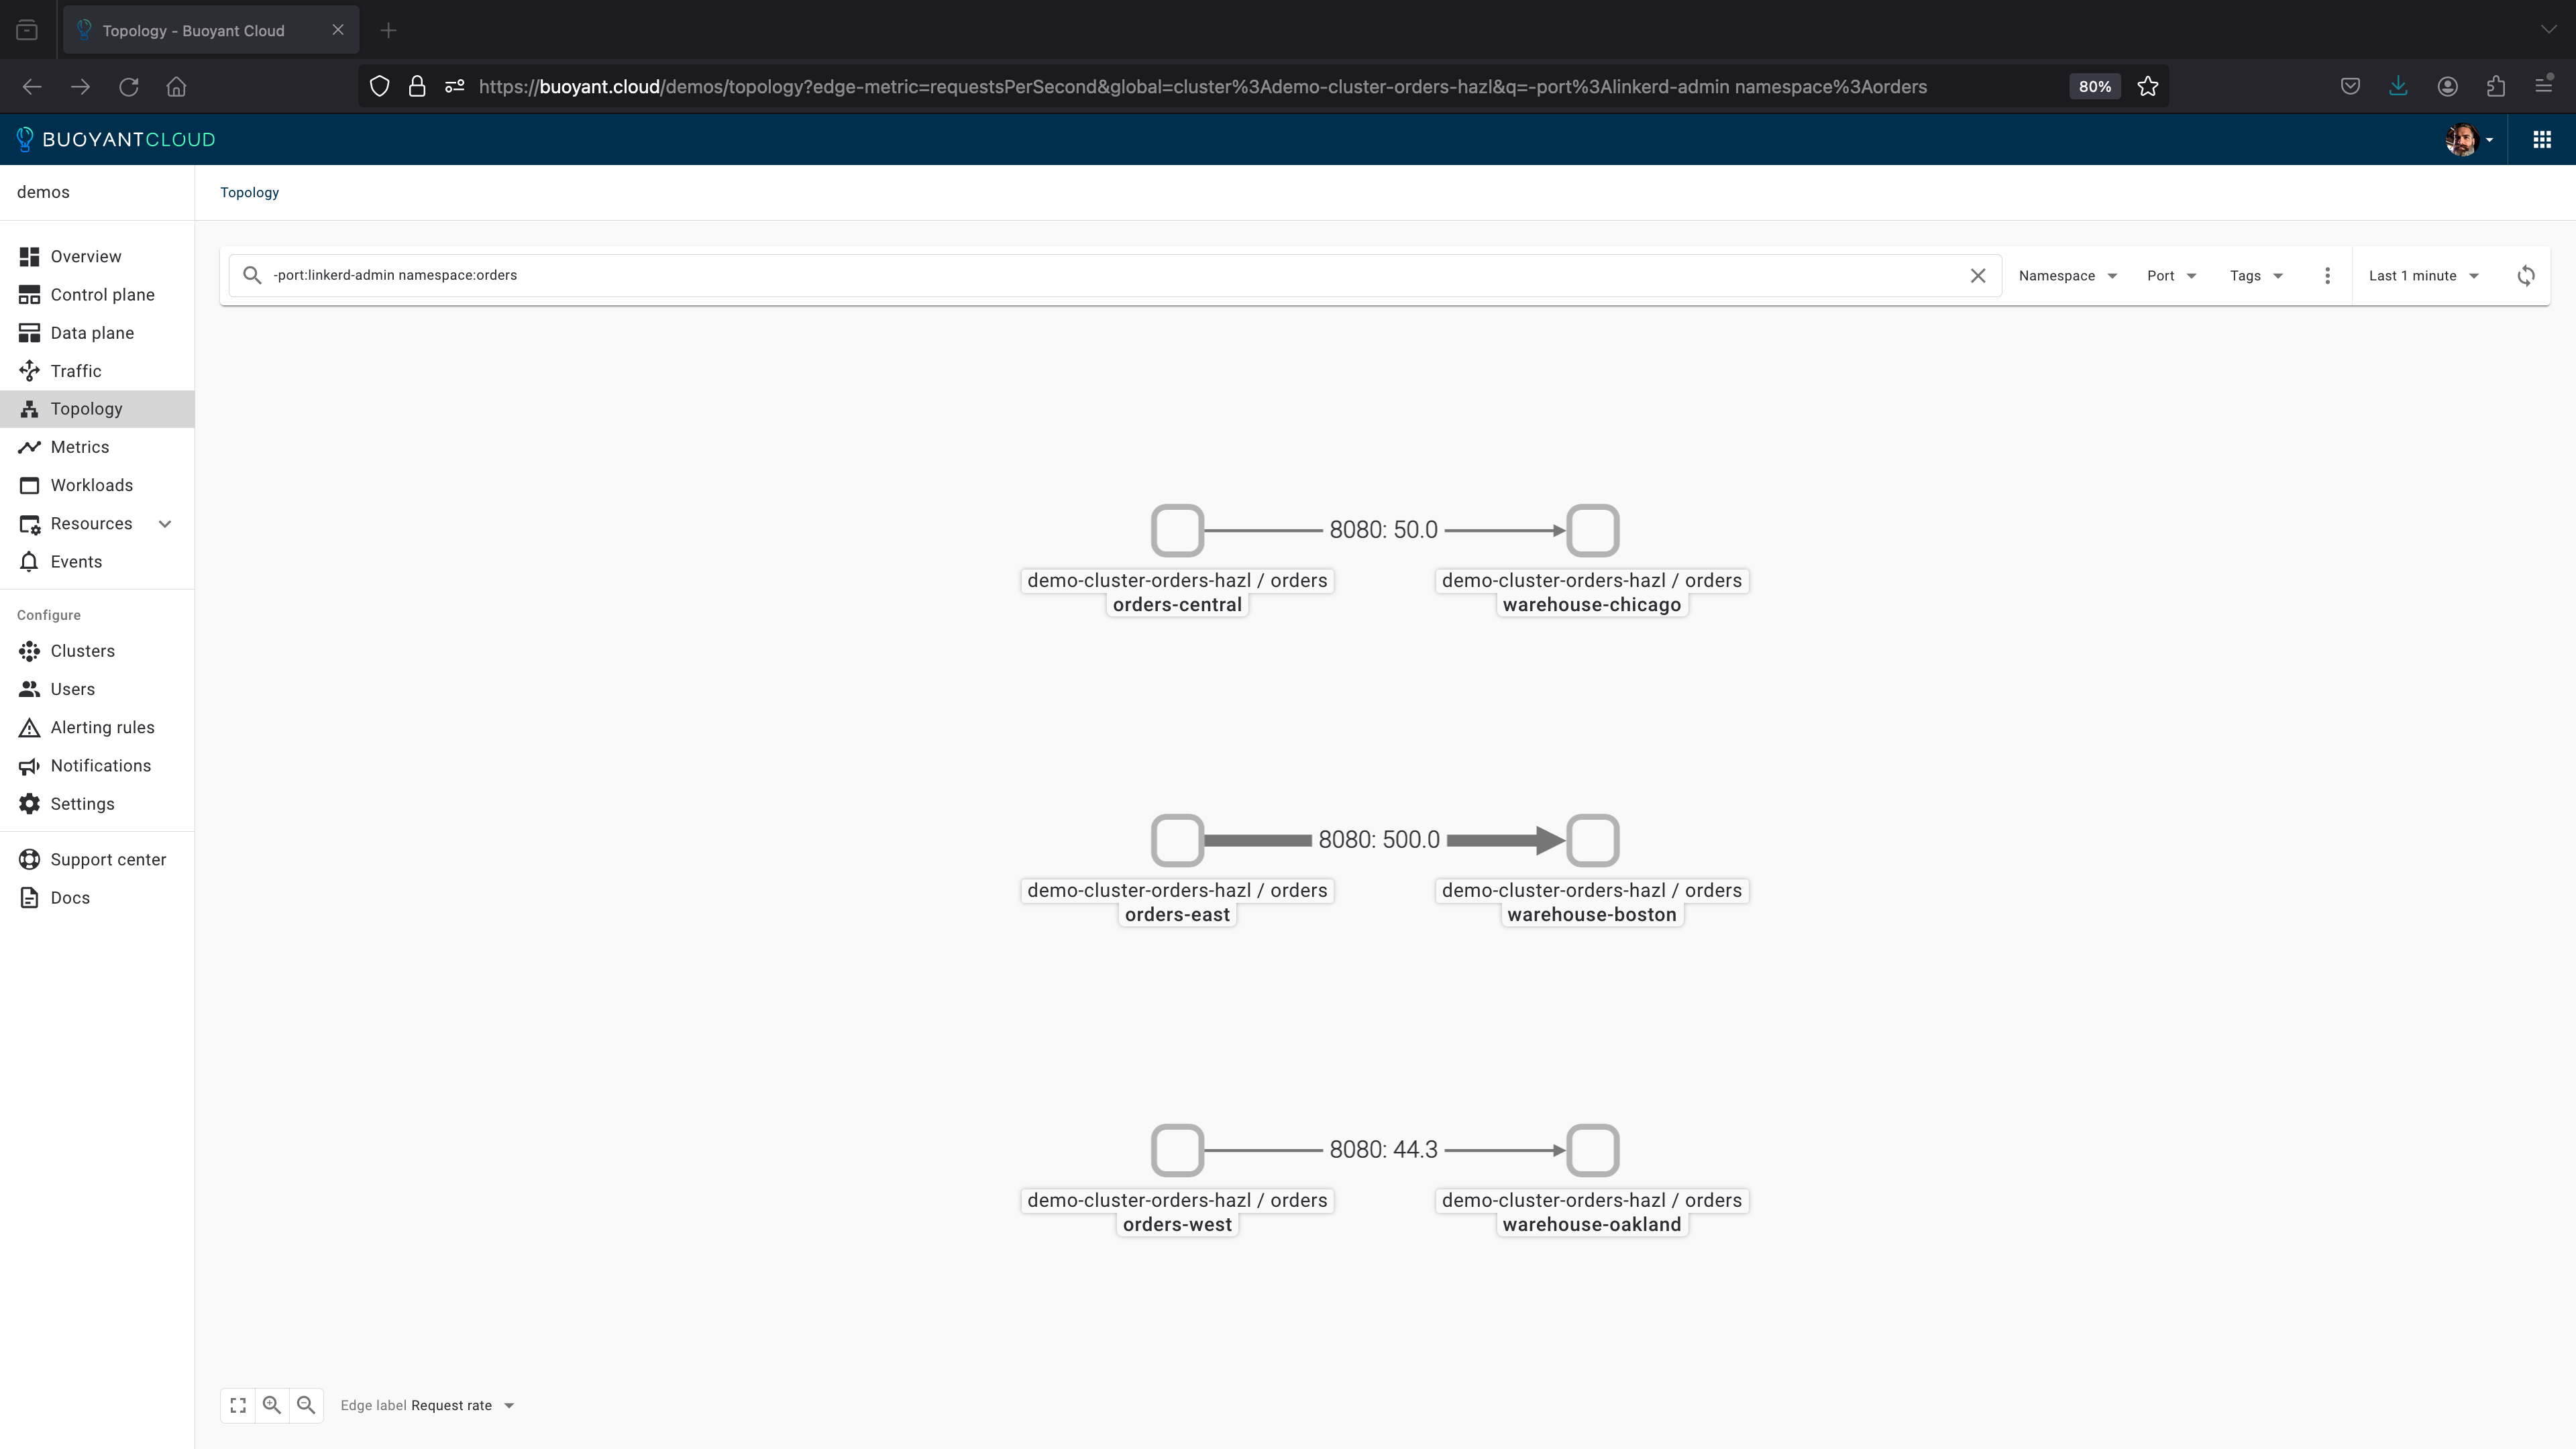 Topology - Buoyant Cloud
https://buoyant.cloud/demos/topology?edge-metric=requestsPerSecond&global=cluster%3Ademo-cluster-orders-hazl&q=-port%3Alinkerd-admin namespace%3Aorders
80%
BUOYANTCLOUD
demos
Topology
Overview
Control plane
Data plane
Traffic
Topology
Metrics
Workloads
Resources
Events
Configure
Clusters
Users
Alerting rules
Notifications
Settings
Support center
Docs
-port:linkerd-admin namespace:orders
Namespace
Port
Tags
Last 1 minute
8080: 50.0
demo-cluster-orders-hazl / orders
orders-central
demo-cluster-orders-hazl / orders
warehouse-chicago
8080: 500.0
demo-cluster-orders-hazl / orders
orders-east
demo-cluster-orders-hazl / orders
warehouse-boston
8080: 44.3
demo-cluster-orders-hazl / orders
orders-west
demo-cluster-orders-hazl / orders
warehouse-oakland
Edge label Request rate